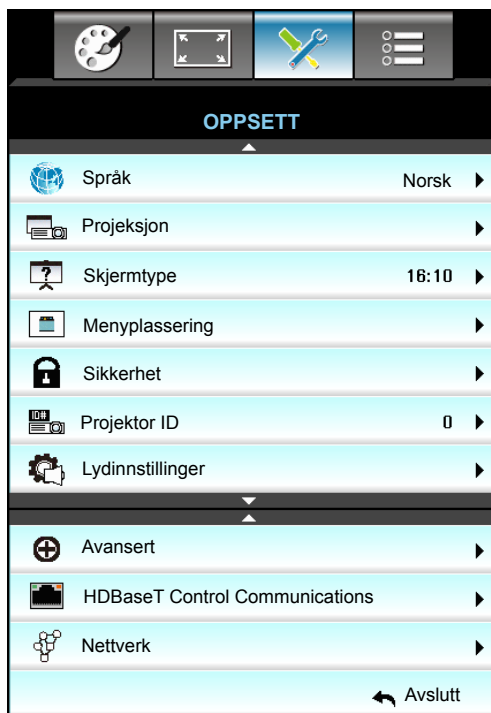 OPPSETT
Språk Norsk
Projeksjon
Skjermtype 16:10
Menyplassering
Sikkerhet
ID# Projektor ID 0
Lydinnstillinger
Avansert
HDBaseT Control Communications
Nettverk
Avslutt